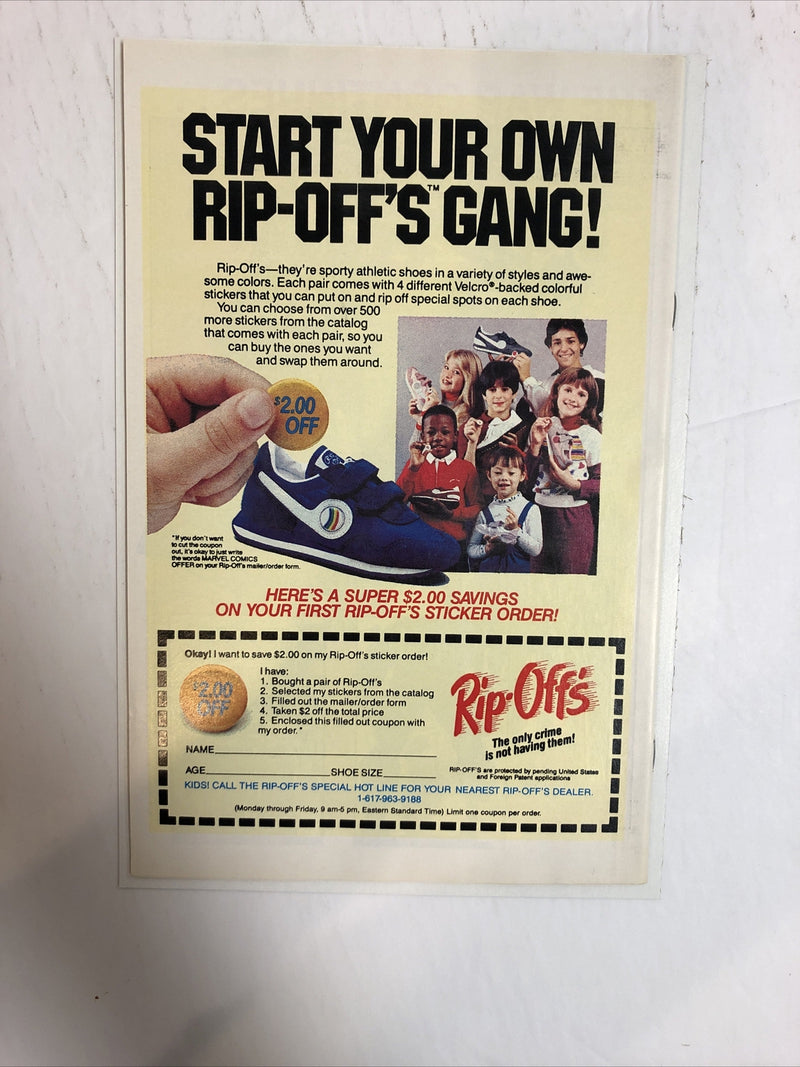 START YOUR OWN
RIP-OFF'S™ GANG!
Rip-Off's—they're sporty athletic shoes in a variety of styles and awe-
some colors. Each pair comes with 4 different Velcro®-backed colorful
stickers that you can put on and rip off special spots on each shoe.
You can choose from over 500
more stickers from the catalog
that comes with each pair, so you
can buy the ones you want
and swap them around.
$2.00
OFF
*If you don't want
to cut the coupon
out, it's okay to just write
the words MARVEL COMICS
OFFER on your Rip-Off's mailer/order form.
HERE'S A SUPER $2.00 SAVINGS
ON YOUR FIRST RIP-OFF'S STICKER ORDER!
Okay! I want to save $2.00 on my Rip-Off's sticker order!
$2.00
OFF
I have:
1. Bought a pair of Rip-Off's
2. Selected my stickers from the catalog
3. Filled out the mailer/order form
4. Taken $2 off the total price
5. Enclosed this filled out coupon with
my order.*
Rip-Off's
The only crime
is not having them!
NAME
AGE SHOE SIZE
RIP-OFF'S are protected by pending United States
and Foreign Patent applications
KIDS! CALL THE RIP-OFF'S SPECIAL HOT LINE FOR YOUR NEAREST RIP-OFF'S DEALER.
1-617-963-9188
(Monday through Friday, 9 am-5 pm, Eastern Standard Time) Limit one coupon per order.